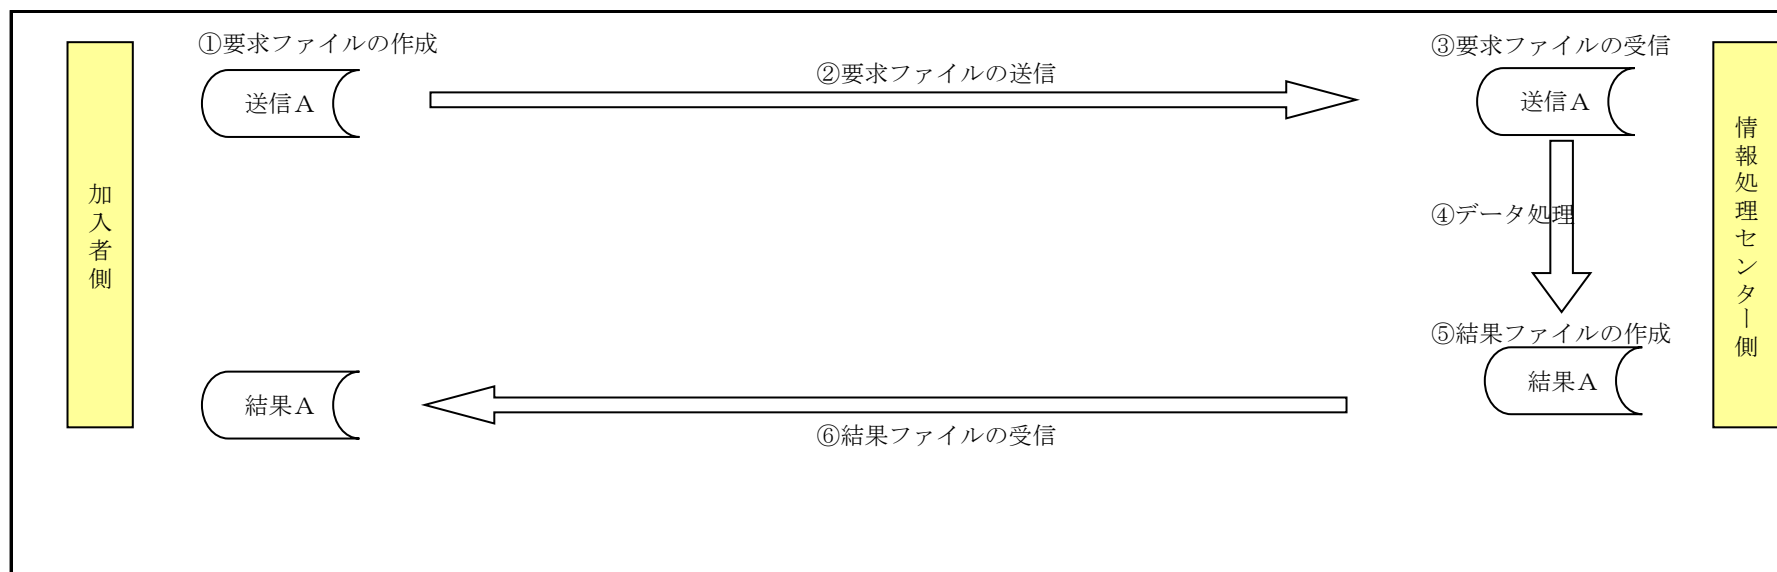 ①要求ファイルの作成
③要求ファイルの受信
②要求ファイルの送信
送信A
送信A
加入者側
情報処理センター側
④データ処理
⑤結果ファイルの作成
結果A
結果A
⑥結果ファイルの受信